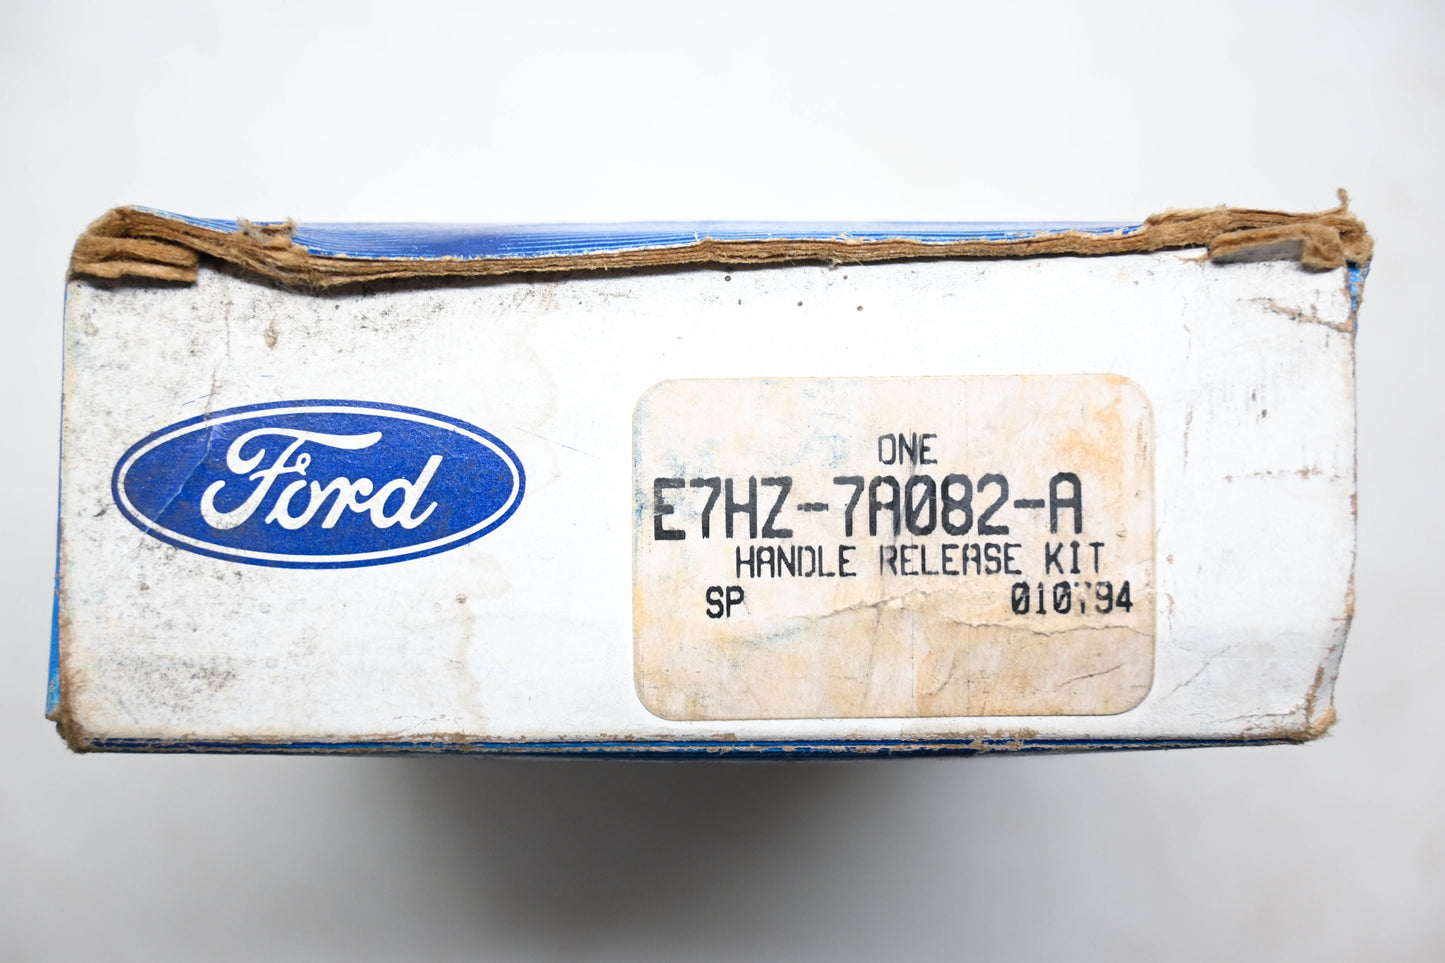 Ford
ONE
E7HZ-7A082-A
HANDLE RELEASE KIT
SP